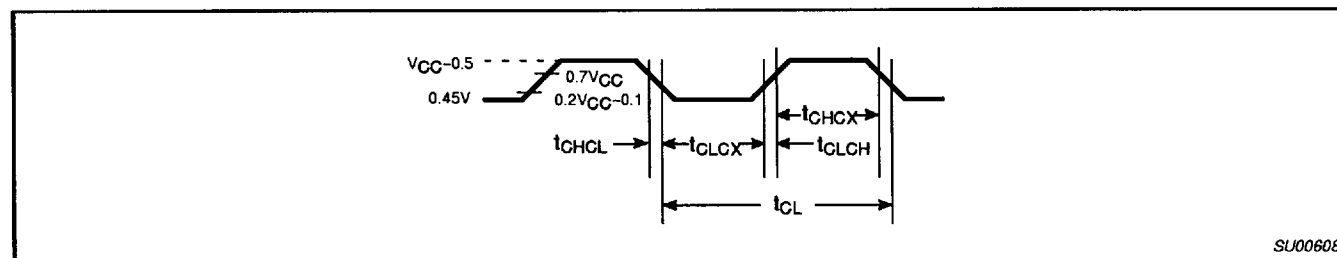 VCC–0.5
0.7VCC
0.45V
0.2VCC–0.1
tCHCX
tCHCL
tCLCX
tCLCH
tCL
SU00608